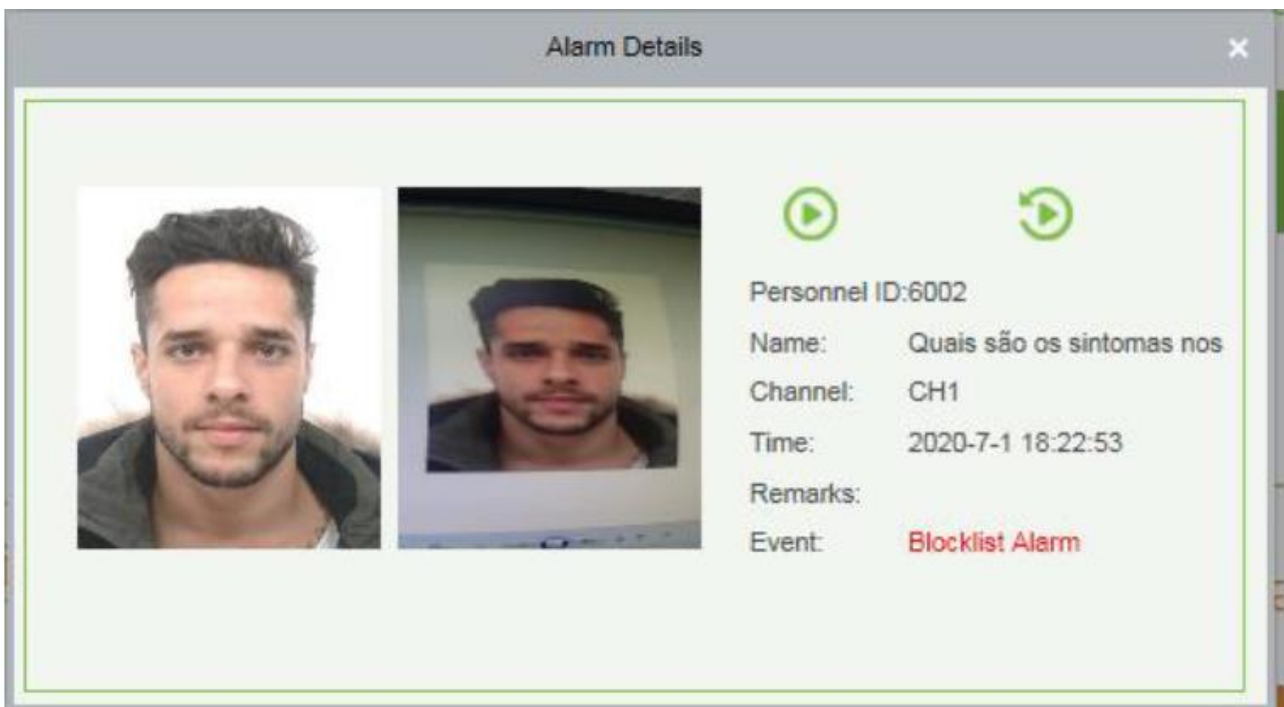 Alarm Details
Personnel ID:6002
Name: Quais são os sintomas nos
Channel: CH1
Time: 2020-7-1 18:22:53
Remarks:
Event: Blocklist Alarm